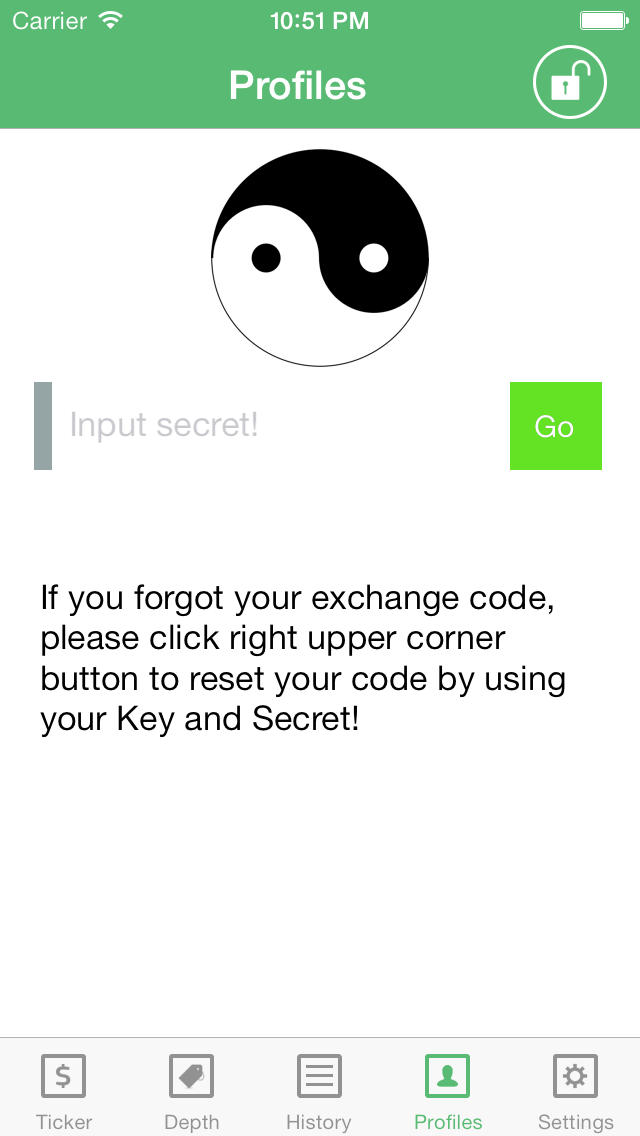 Carrier 10:51 PM
Profiles
Input secret!
Go
If you forgot your exchange code,
please click right upper corner
button to reset your code by using
your Key and Secret!
$
Ticker Depth History Profiles Settings